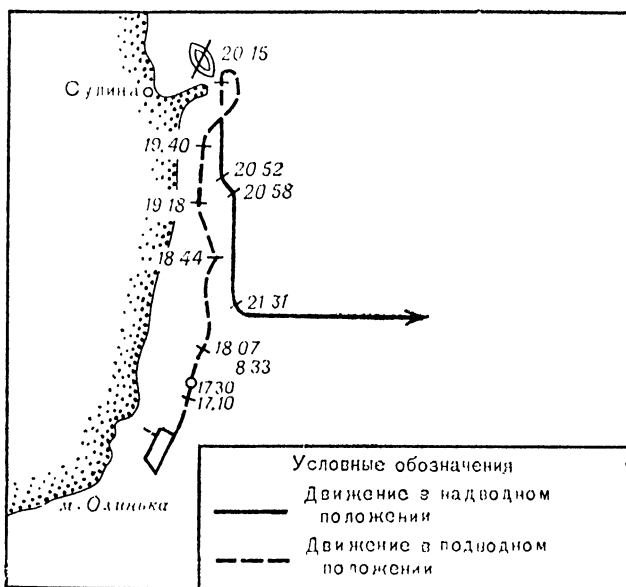 20 15
Сулина
19.40
20 52
20 58
19 18
18 44
21 31
18 07
8 33
17.30
17.10
м. Олинька
Условные обозначения
Движение в надводном
положении
Движение в подводном
положении